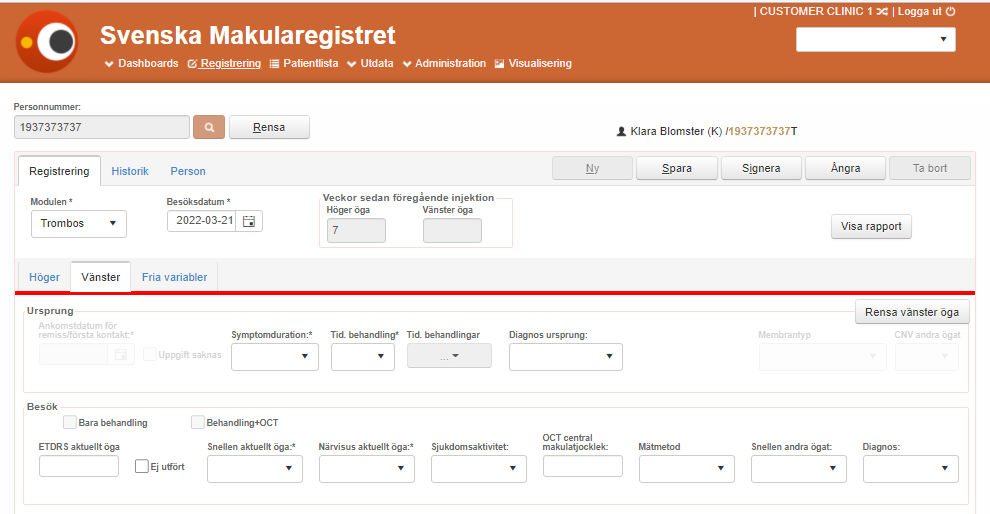 | CUSTOMER CLINIC 1 | Logga ut
Svenska Makularegistret
Dashboards Registrering Patientlista Utdata Administration Visualisering
Personnummer:
1937373737 Rensa Klara Blomster (K) /1937373737T
Registrering Historik Person Ny Spara Signera Ångra Ta bort
Modulen * Besöksdatum * Veckor sedan föregående injektion
Höger öga Vänster öga
Trombos 2022-03-21 7 Visa rapport
Höger Vänster Fria variabler
Ursprung Rensa vänster öga
Ankomstdatum för
remiss/första kontakt:* Uppgift saknas Symptomduration:* Tid. behandling* Tid. behandlingar Diagnos ursprung: Membrantyp CNV andra ögat
...
Besök
Bara behandling Behandling+OCT
ETDRS aktuellt öga Ej utfört Snellen aktuellt öga:* Närvisus aktuellt öga:* Sjukdomsaktivitet: OCT central
makulatjocklek: Mätmetod Snellen andra ögat: Diagnos: